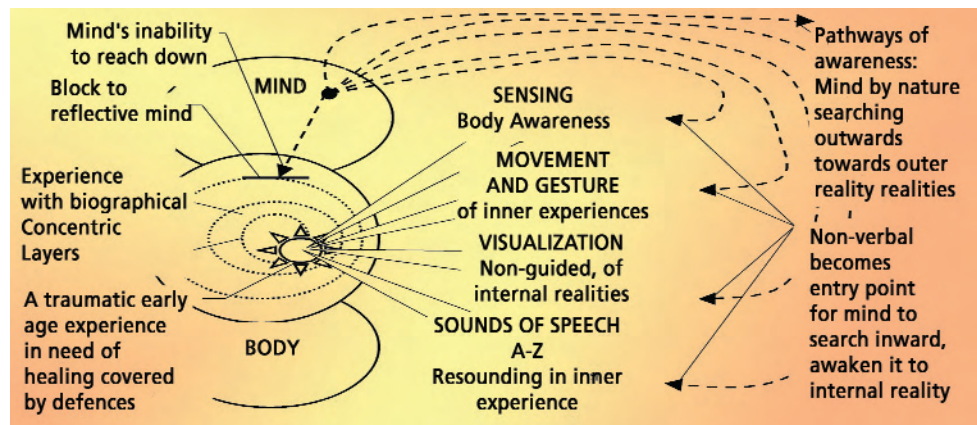 Mind's inability
to reach down
Block to
reflective mind
Experience
with biographical
Concentric
Layers
A traumatic early
age experience
in need of
healing covered
by defences
MIND
BODY
SENSING
Body Awareness
MOVEMENT
AND GESTURE
of inner experiences
VISUALIZATION
Non-guided, of
internal realities
SOUNDS OF SPEECH
A-Z
Resounding in inner
experience
Pathways of
awareness:
Mind by nature
searching
outwards
towards outer
reality realities
Non-verbal
becomes
entry point
for mind to
search inward,
awaken it to
internal reality